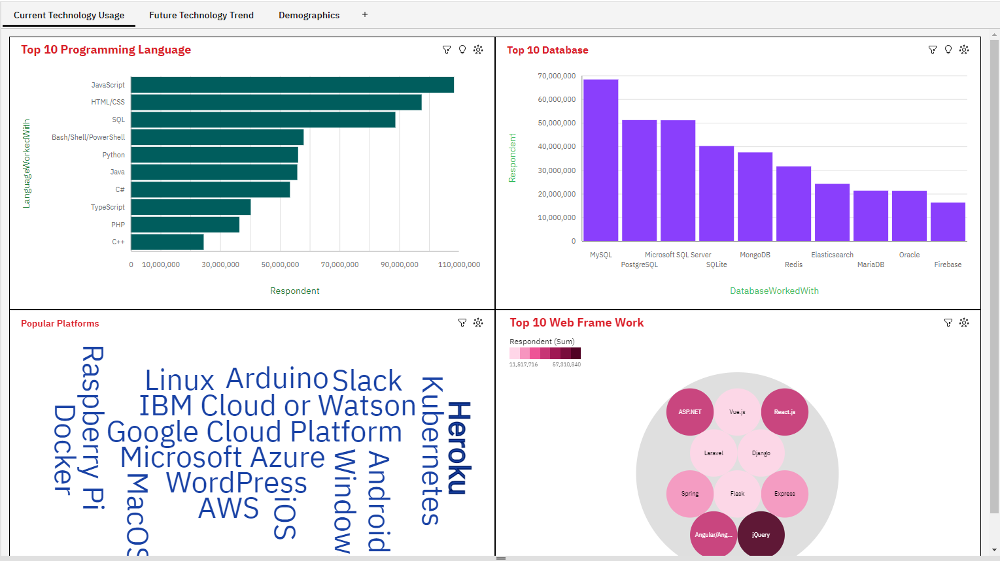 Current Technology Usage
Future Technology Trend
Demographics
+
Top 10 Programming Language
LanguageWorkedWith
JavaScript
HTML/CSS
SQL
Bash/Shell/PowerShell
Python
Java
C#
TypeScript
PHP
C++
0 10,000,000 30,000,000 50,000,000 70,000,000 90,000,000 110,000,000
Respondent
Top 10 Database
Respondent
70,000,000
60,000,000
50,000,000
40,000,000
30,000,000
20,000,000
10,000,000
0
MySQL Microsoft SQL Server MongoDB Elasticsearch Oracle
PostgreSQL SQLite Redis MariaDB Firebase
DatabaseWorkedWith
Popular Platforms
Raspberry Pi
Docker
Linux
Arduino
Slack
IBM Cloud or Watson
Google Cloud Platform
Microsoft Azure
WordPress
AWS
MacOS
iOS
Window
Android
Kubernetes
Heroku
Top 10 Web Frame Work
Respondent (Sum)
11,517,716 57,310,840
ASP.NET Vue.js React.js
Laravel Django
Spring Flask Express
Angular/Ang... jQuery